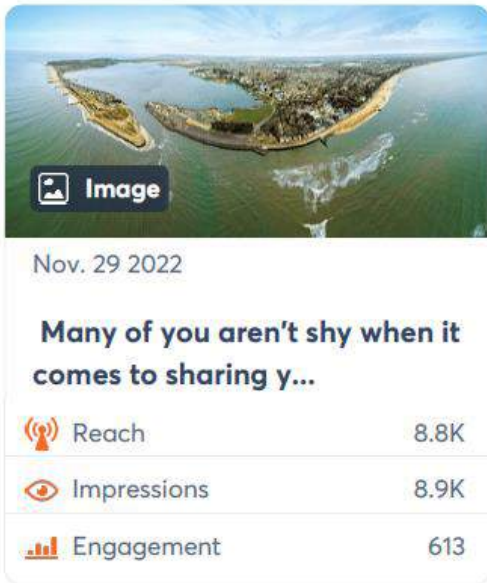 Image
Nov. 29 2022
Many of you aren't shy when it
comes to sharing y...
Reach 8.8K
Impressions 8.9K
Engagement 613